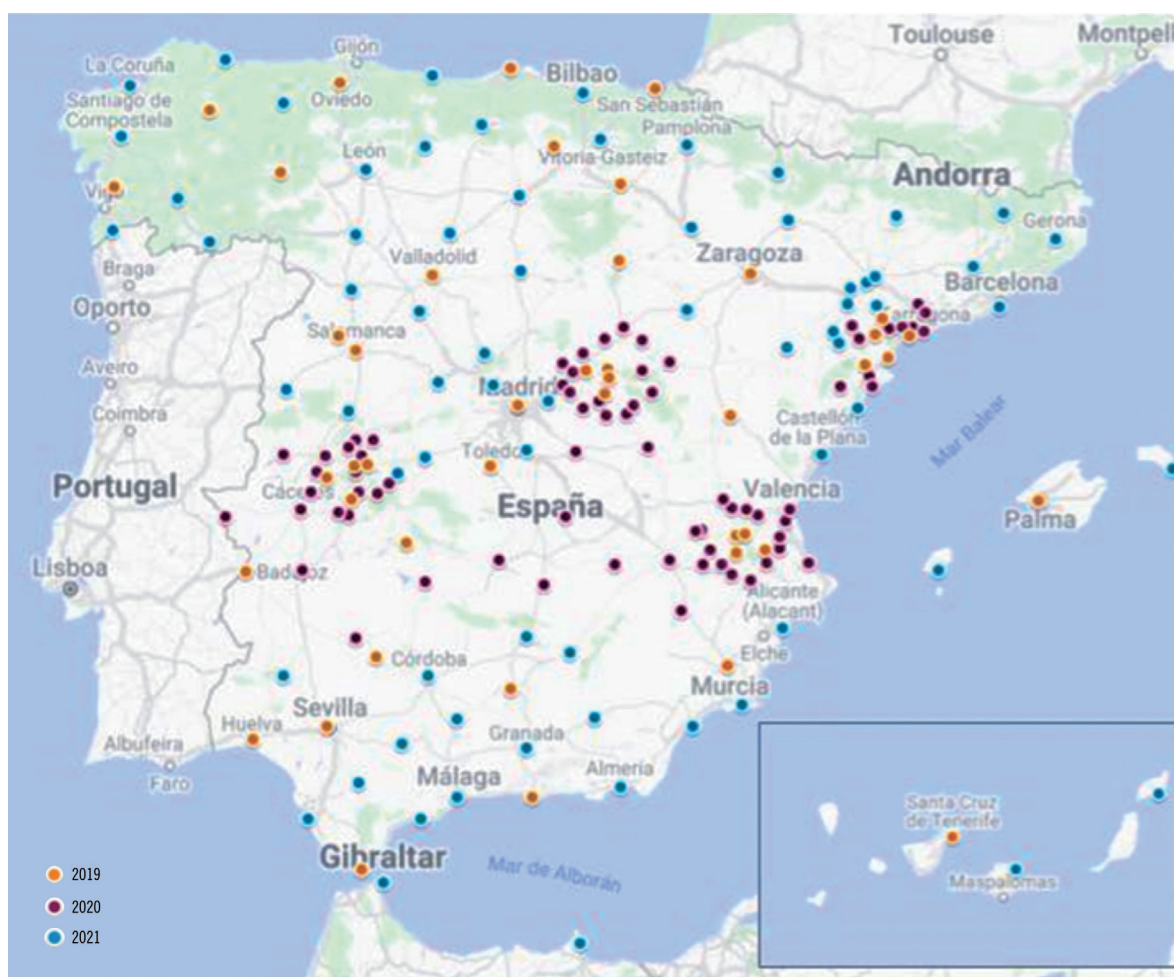 Toulouse
Montpell
Gijón
La Coruña
Bilbao
Oviedo
San Sebastián
Santiago de
Compostela
Pamplona
León
Vitoria-Gasteiz
Andorra
Vigo
Gerona
Valladolid
Zaragoza
Braga
Barcelona
Oporto
Salamanca
arragona
Aveiro
Madrid
Coimbra
Castellón
de la Plana
Mar Balear
Toledo
Portugal
Cáceres
Valencia
España
Palma
Lisboa
Badajoz
Alicante
(Alacant)
Elche
Córdoba
Murcia
Sevilla
Huelva
Granada
Albufeira
Almería
Málaga
Faro
Santa Cruz
de Tenerife
Gibraltar
Mar de Alborán
Maspalomas
2019
2020
2021